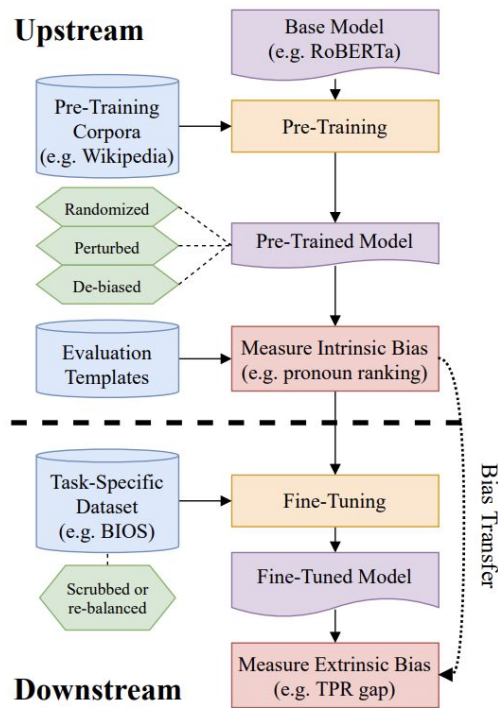 Upstream
Base Model
(e.g. RoBERTa)
Pre-Training
Corpora
(e.g. Wikipedia)
Pre-Training
Randomized
Perturbed
De-biased
Pre-Trained Model
Evaluation
Templates
Measure Intrinsic Bias
(e.g. pronoun ranking)
Bias Transfer
Task-Specific
Dataset
(e.g. BIOS)
Fine-Tuning
Scrubbed or
re-balanced
Fine-Tuned Model
Measure Extrinsic Bias
(e.g. TPR gap)
Downstream